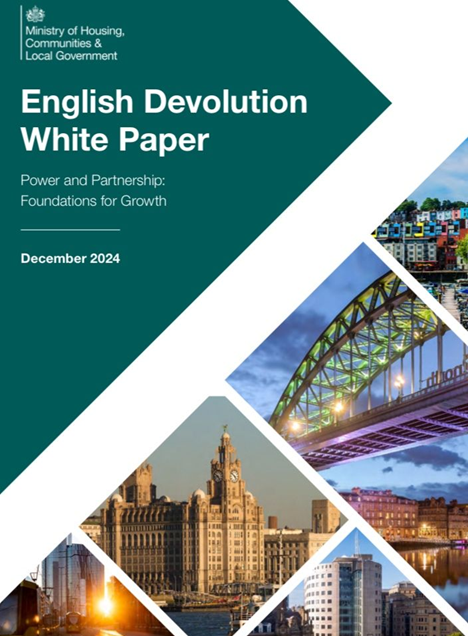 Ministry of Housing,
Communities &
Local Government
English Devolution
White Paper
Power and Partnership:
Foundations for Growth
December 2024